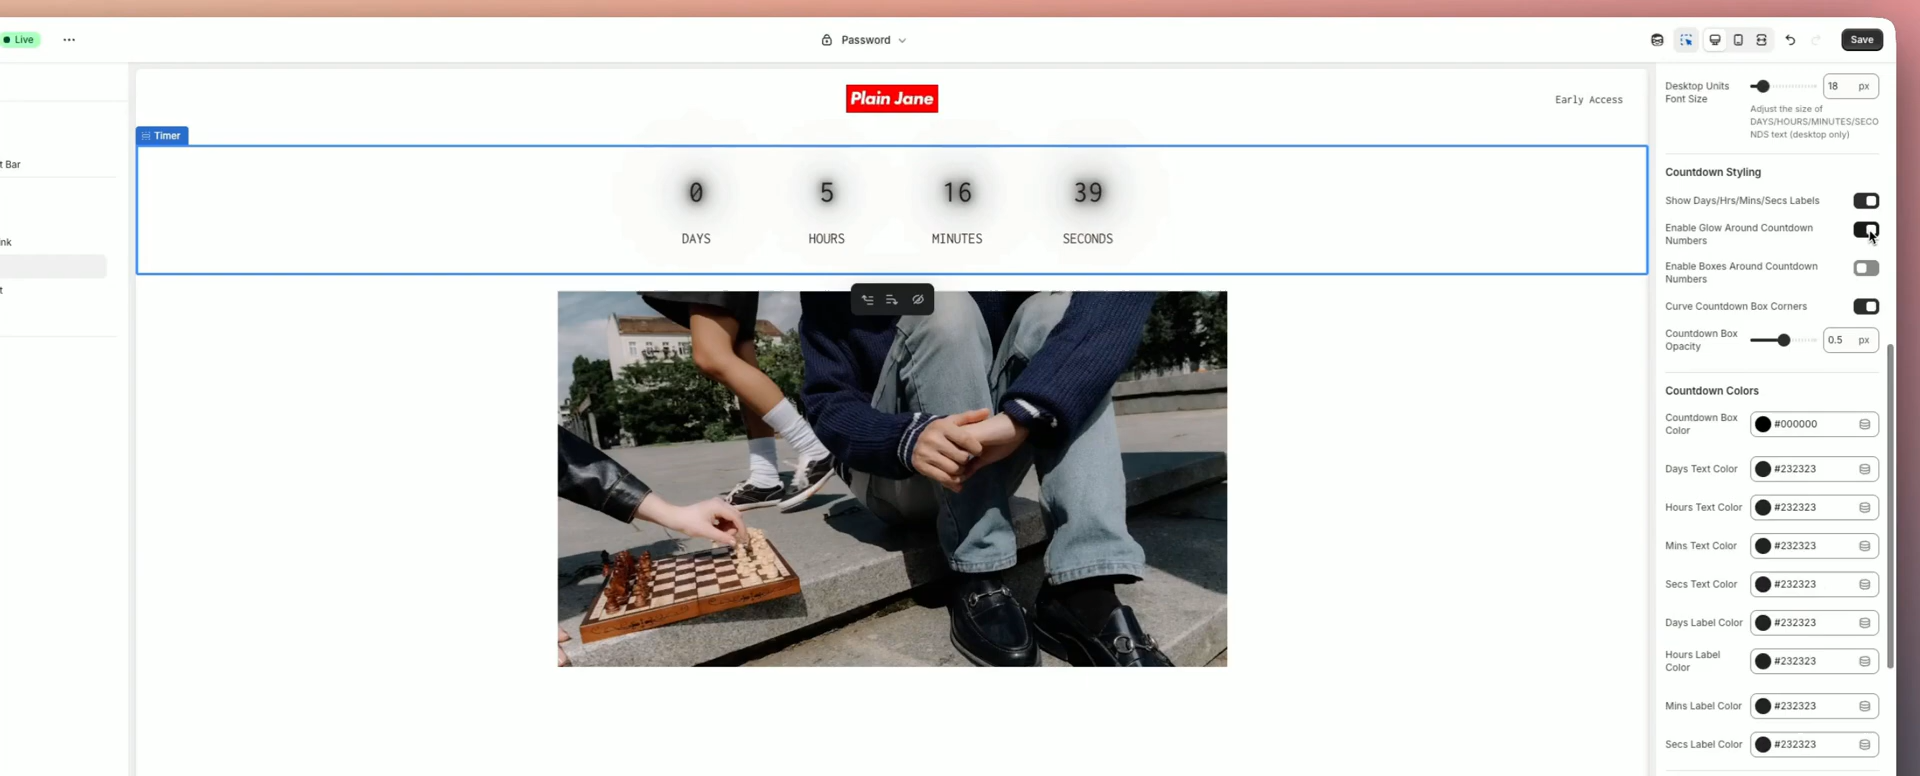 Live
Password
Save
Plain Jane
Early Access
Timer
0 5 16 39
DAYS HOURS MINUTES SECONDS
t Bar
nk
t
Desktop Units
Font Size
18 px
Adjust the size of
DAYS/HOURS/MINUTES/SECO
NDS text (desktop only)
Countdown Styling
Show Days/Hrs/Mins/Secs Labels
Enable Glow Around Countdown
Numbers
Enable Boxes Around Countdown
Numbers
Curve Countdown Box Corners
Countdown Box
Opacity
0.5 px
Countdown Colors
Countdown Box
Color
#000000
Days Text Color #232323
Hours Text Color #232323
Mins Text Color #232323
Secs Text Color #232323
Days Label Color #232323
Hours Label
Color
#232323
Mins Label Color #232323
Secs Label Color #232323